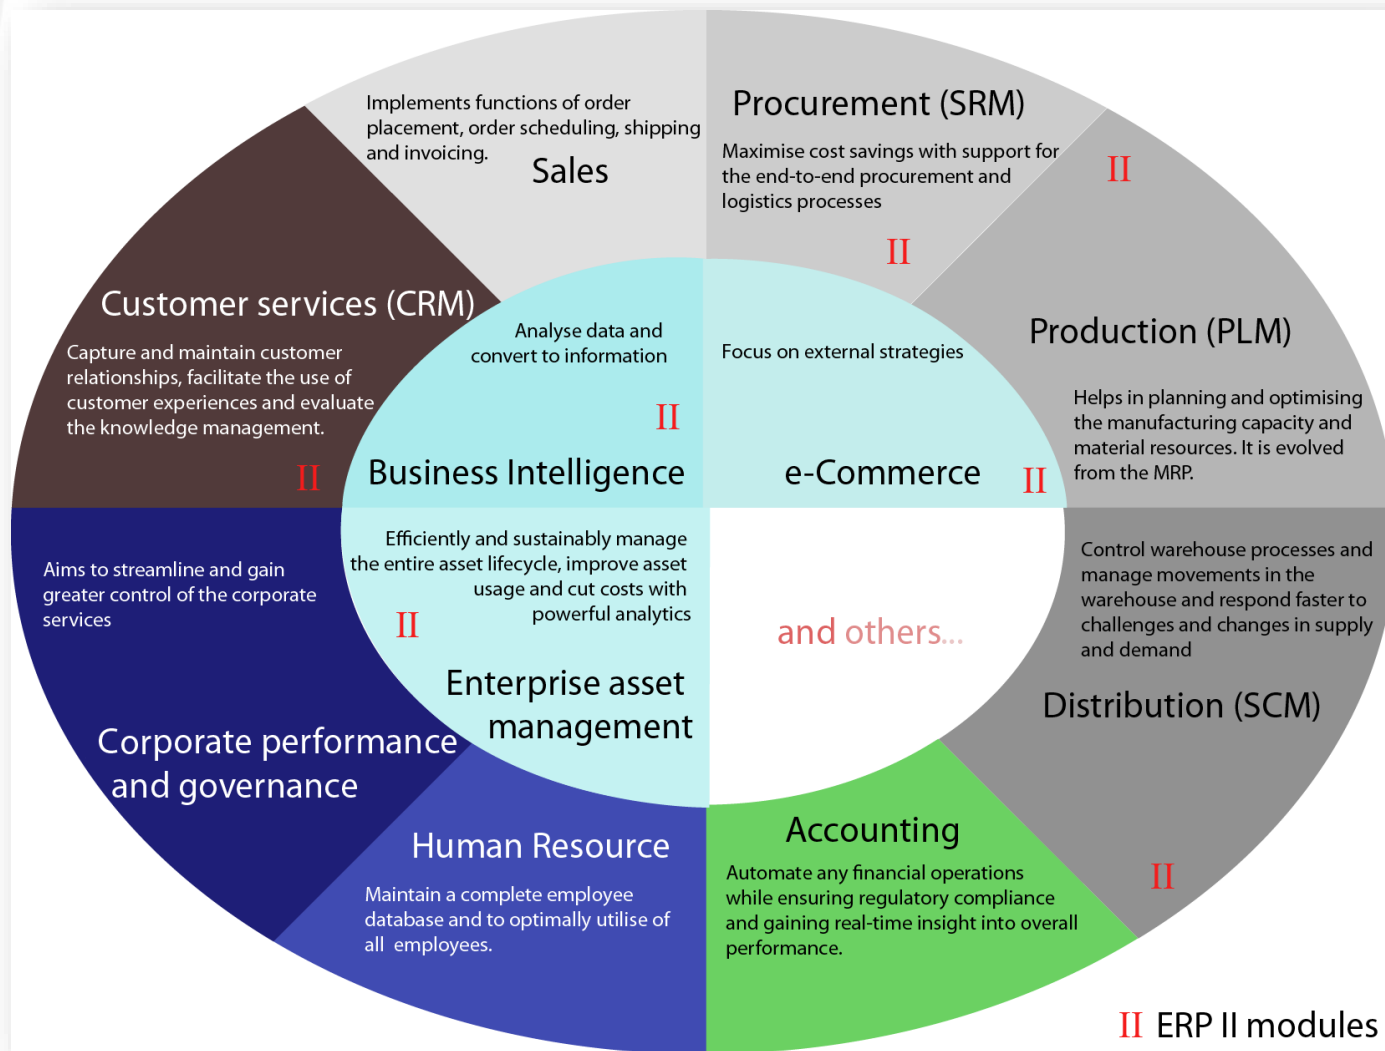 Implements functions of order
placement, order scheduling, shipping
and invoicing.
Sales
Procurement (SRM)
Maximise cost savings with support for
the end-to-end procurement and
logistics processes
II
II
Production (PLM)
Helps in planning and optimising
the manufacturing capacity and
material resources. It is evolved
from the MRP.
Customer services (CRM)
Capture and maintain customer
relationships, facilitate the use of
customer experiences and evaluate
the knowledge management.
II
Analyse data and
convert to information
II
Business Intelligence
Focus on external strategies
e-Commerce
II
Efficiently and sustainably manage
the entire asset lifecycle, improve asset
usage and cut costs with
powerful analytics
II
Enterprise asset
management
and others...
Control warehouse processes and
manage movements in the
warehouse and respond faster to
challenges and changes in supply
and demand
Distribution (SCM)
II
Aims to streamline and gain
greater control of the corporate
services
Corporate performance
and governance
Human Resource
Maintain a complete employee
database and to optimally utilise of
all employees.
Accounting
Automate any financial operations
while ensuring regulatory compliance
and gaining real-time insight into overall
performance.
II ERP II modules